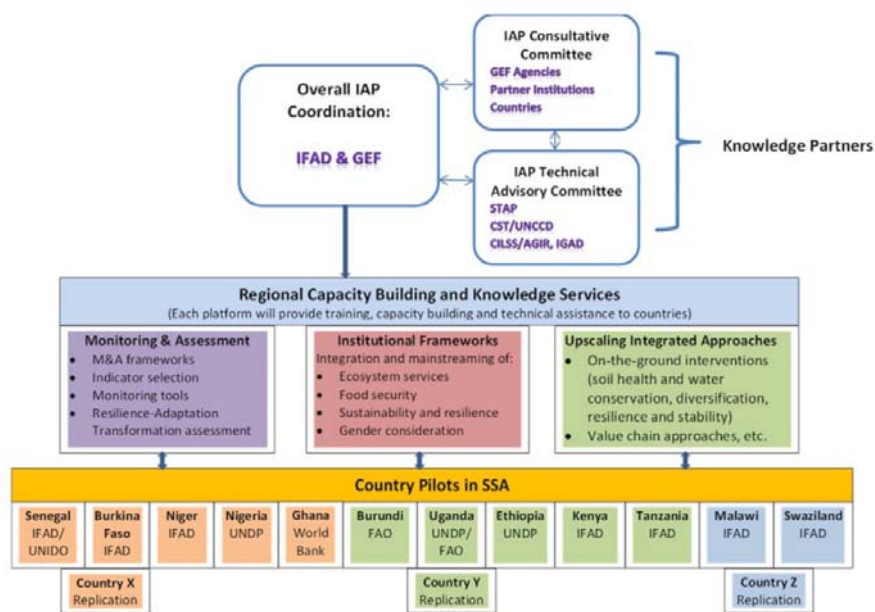 IAP Consultative
Committee
GEF Agencies
Partner Institutions
Countries
Overall IAP
Coordination:
IFAD & GEF
Knowledge Partners
IAP Technical
Advisory Committee
STAP
CST/UNCCD
CILSS/AGIR, IGAD
Regional Capacity Building and Knowledge Services
(Each platform will provide training, capacity building and technical assistance to countries)
Monitoring & Assessment
• M&A frameworks
• Indicator selection
• Monitoring tools
• Resilience-Adaptation
Transformation assessment
Institutional Frameworks
Integration and mainstreaming of:
• Ecosystem services
• Food security
• Sustainability and resilience
• Gender consideration
Upscaling Integrated Approaches
• On-the-ground interventions
(soil health and water
conservation, diversification,
resilience and stability)
• Value chain approaches, etc.
Country Pilots in SSA
Senegal
IFAD/
UNIDO
Burkina
Faso
IFAD
Niger
IFAD
Nigeria
UNDP
Ghana
World
Bank
Burundi
FAO
Uganda
UNDP/
FAO
Ethiopia
UNDP
Kenya
IFAD
Tanzania
IFAD
Malawi
IFAD
Swaziland
IFAD
Country X
Replication
Country Y
Replication
Country Z
Replication